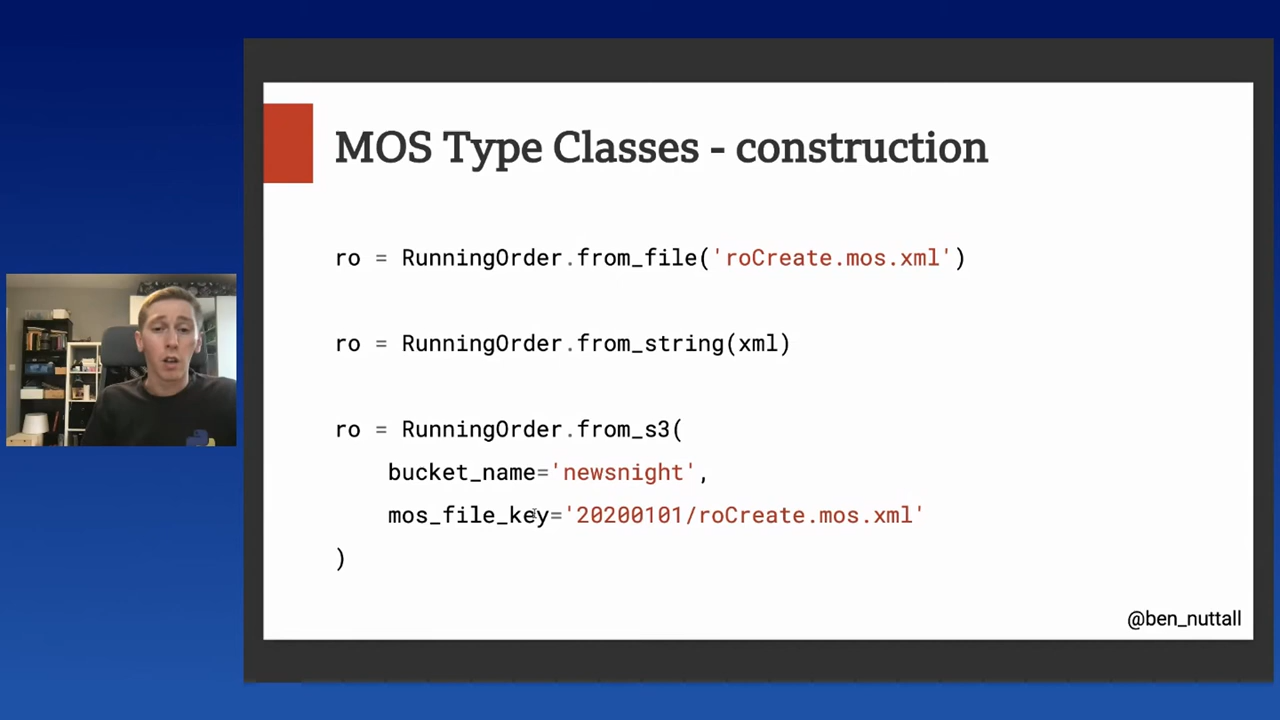 MOS Type Classes - construction
ro = RunningOrder.from_file('roCreate.mos.xml')
ro = RunningOrder.from_string(xml)
ro = RunningOrder.from_s3(
    bucket_name='newsnight',
    mos_file_key='20200101/roCreate.mos.xml'
)
@ben_nuttall